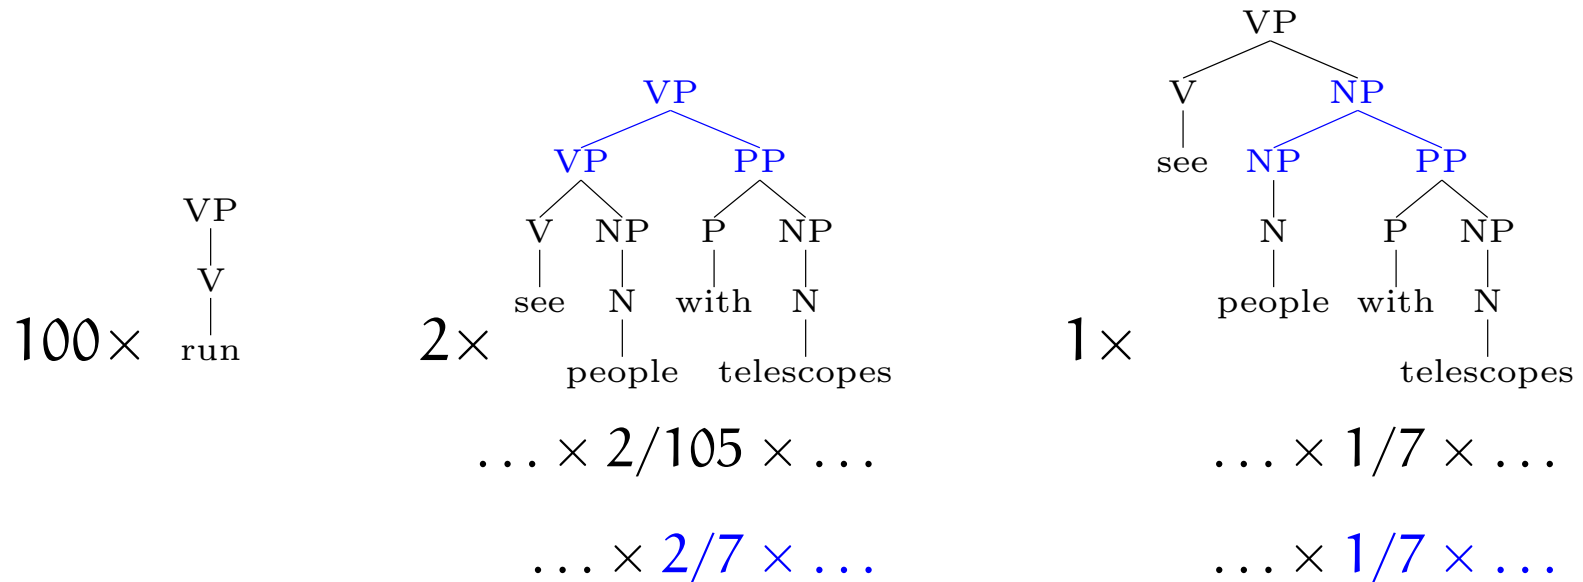 VP
VP V NP
VP PP see NP PP
VP V NP P NP N P NP
V see N with N people with N
100× run 2× people telescopes 1× telescopes
... × 2/105 × ... ... × 1/7 × ...
... × 2/7 × ... ... × 1/7 × ...